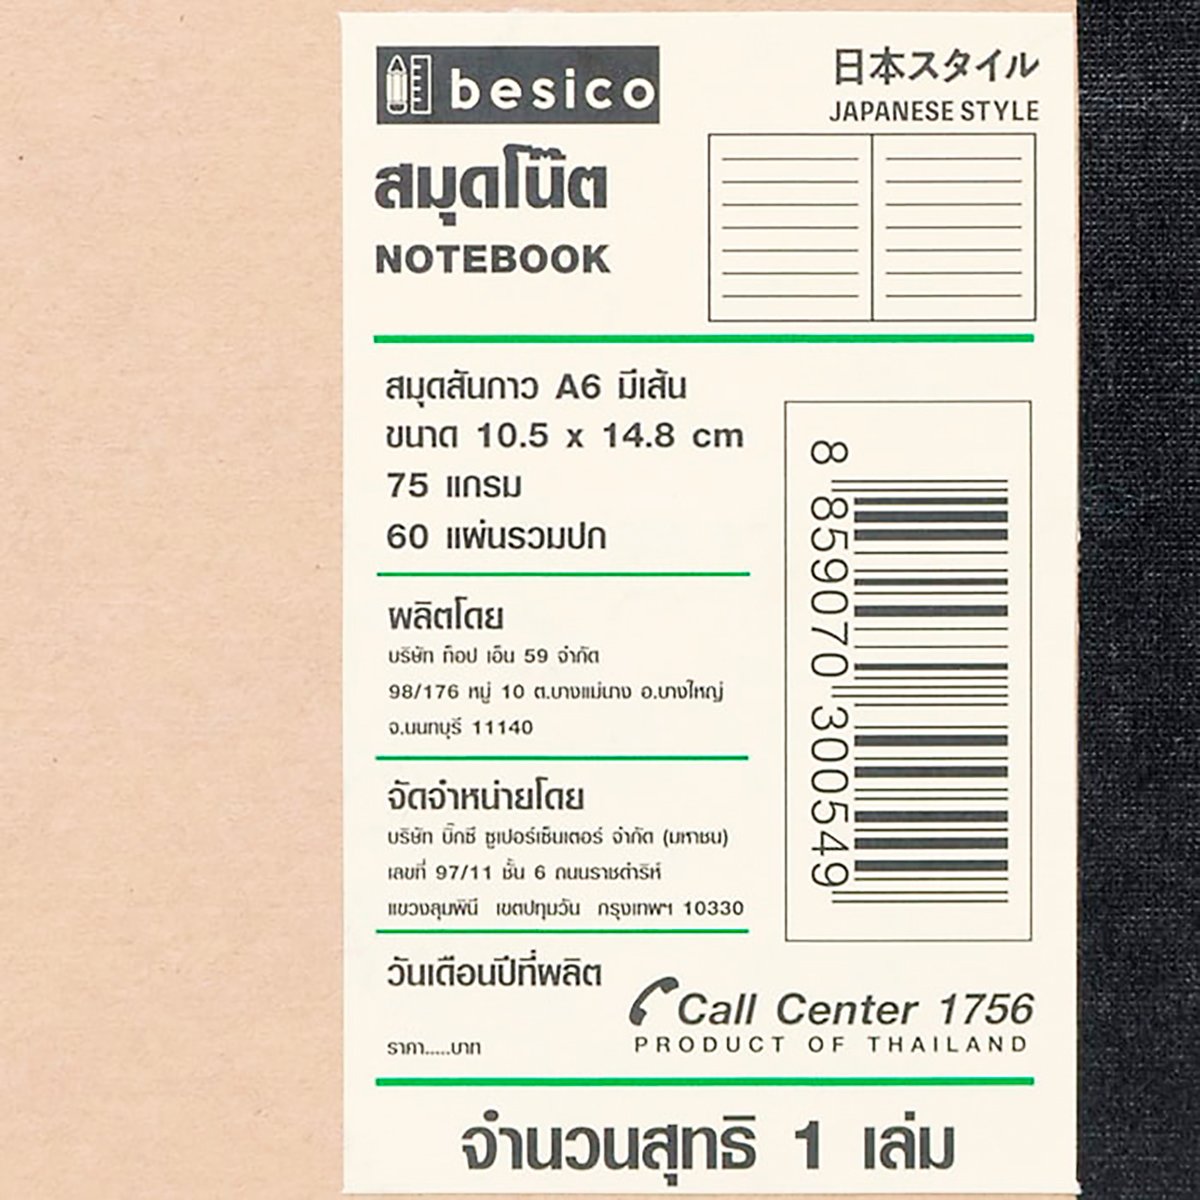 besico
日本スタイル
JAPANESE STYLE
สมุดโน๊ต
NOTEBOOK
สมุดสันกาว A6 มีเส้น
ขนาด 10.5 x 14.8 cm
75 แกรม
60 แผ่นรวมปก
ผลิตโดย
บริษัท ท็อป เอ็น 59 จำกัด
98/176 หมู่ 10 ต.บางแม่นาง อ.บางใหญ่
จ.นนทบุรี 11140
จัดจำหน่ายโดย
บริษัท บิ๊กซี ซูเปอร์เซ็นเตอร์ จำกัด (มหาชน)
เลขที่ 97/11 ชั้น 6 ถนนราชดำริห์
แขวงลุมพินี เขตปทุมวัน กรุงเทพฯ 10330
8 859070 300549
วันเดือนปีที่ผลิต
Call Center 1756
PRODUCT OF THAILAND
ราคา.....บาท
จำนวนสุทธิ 1 เล่ม